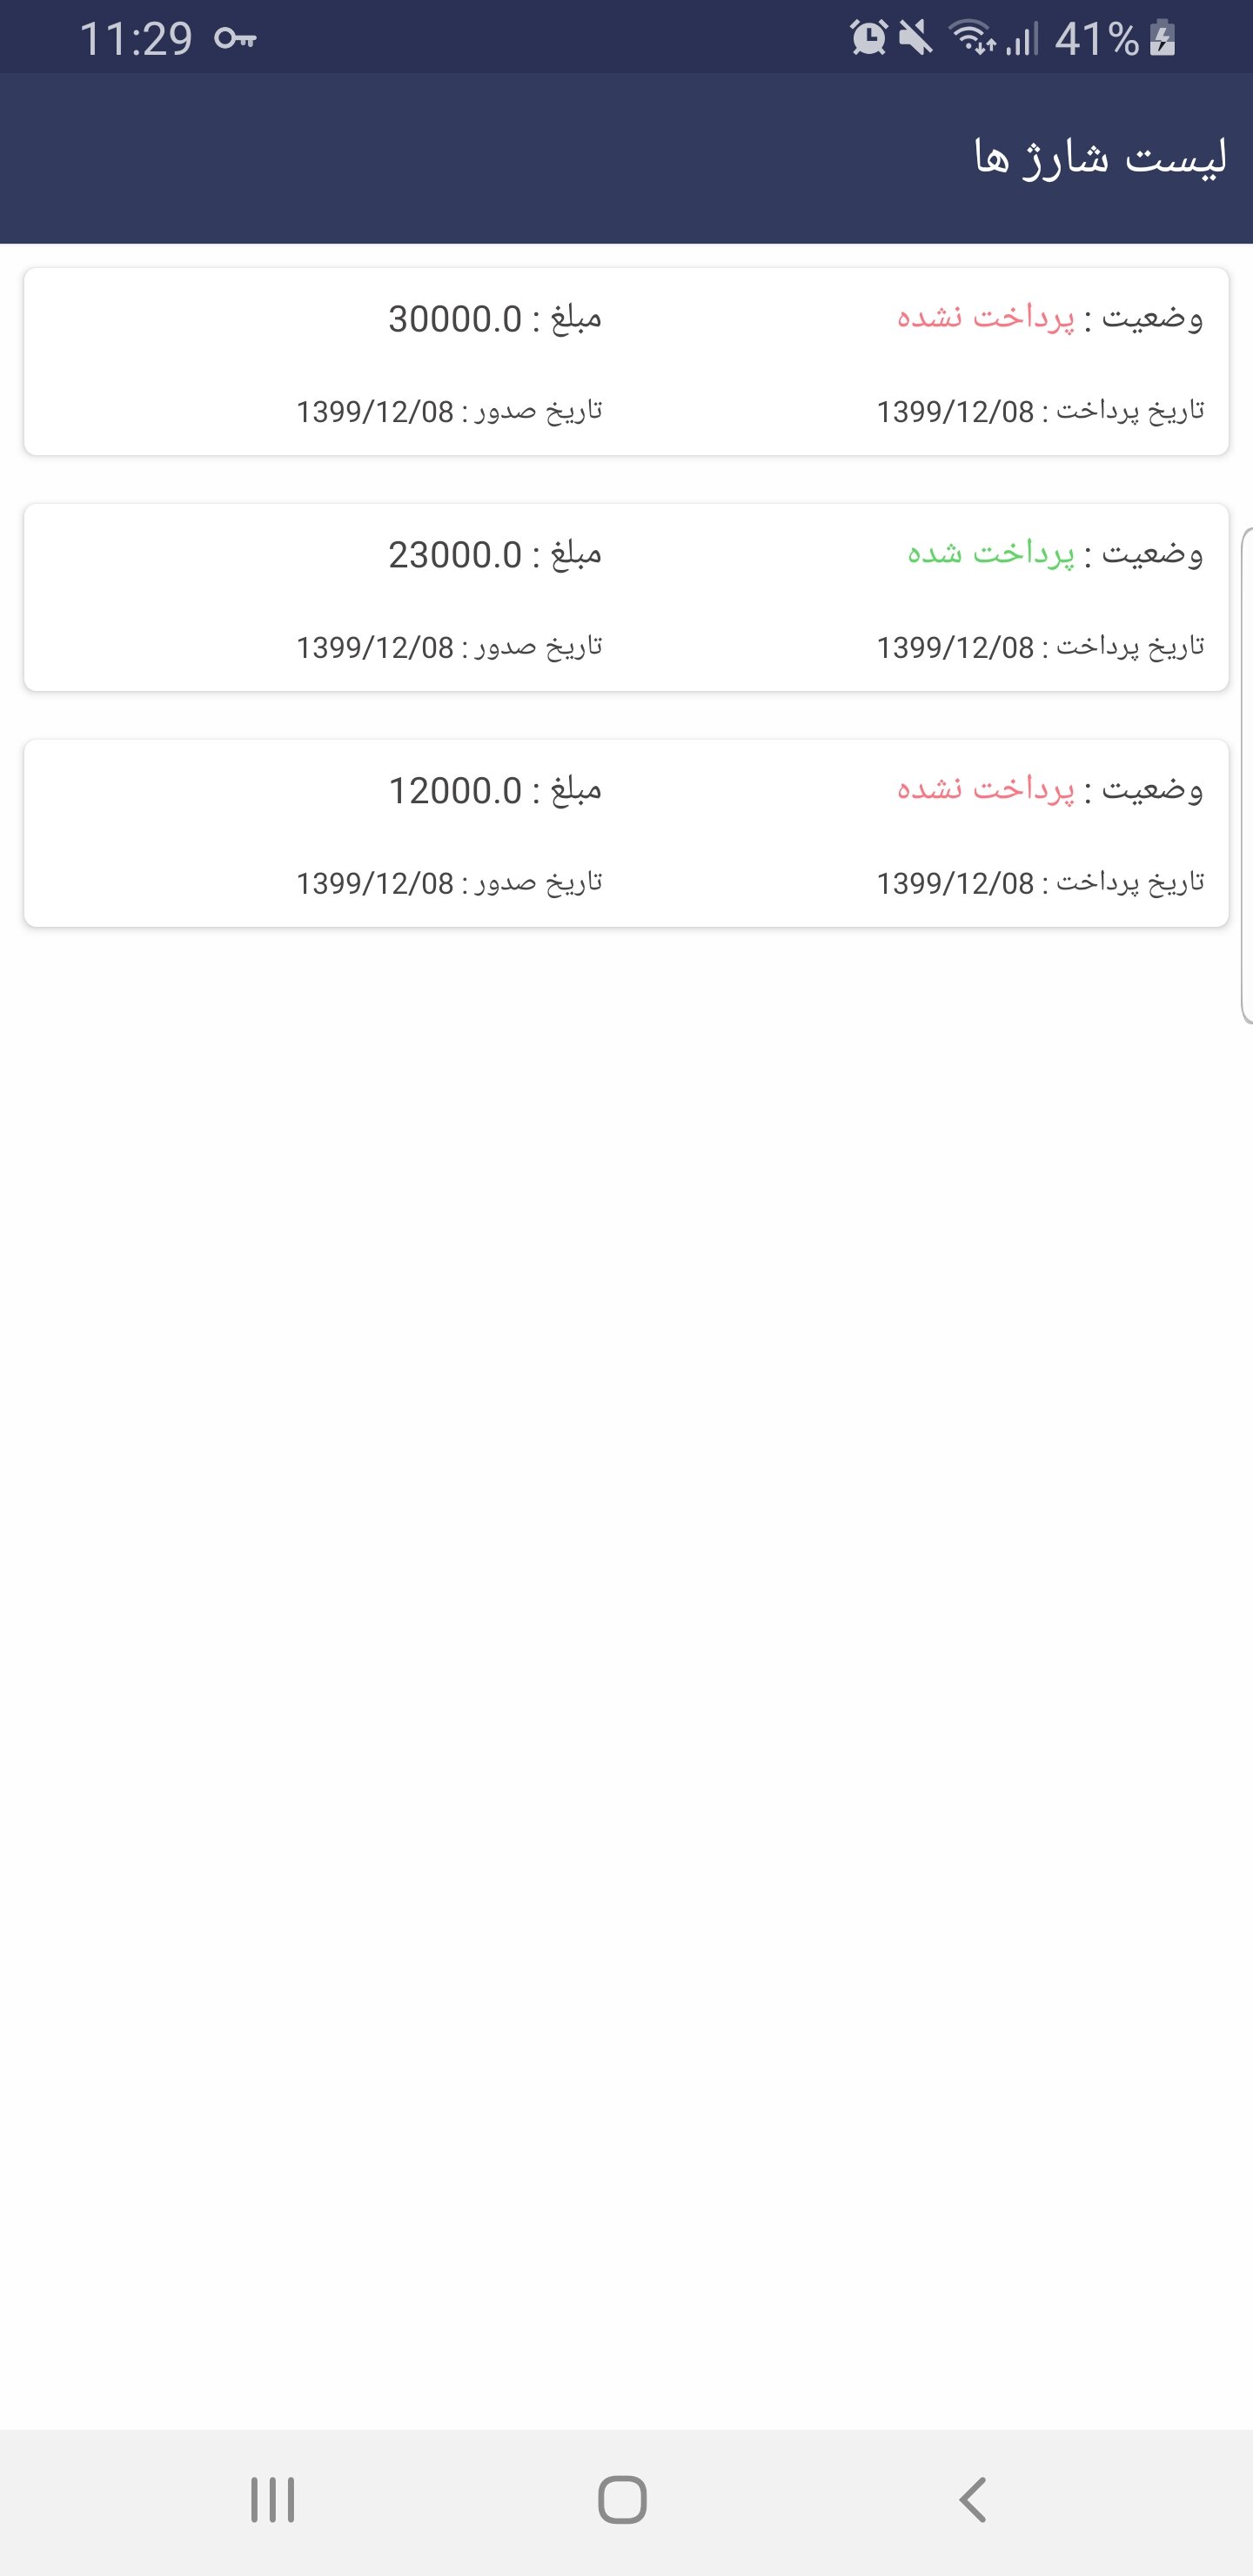 11:29 41%
لیست شارژ ها
وضعیت : پرداخت نشده مبلغ : 30000.0
تاریخ پرداخت : 1399/12/08 تاریخ صدور : 1399/12/08
وضعیت : پرداخت شده مبلغ : 23000.0
تاریخ پرداخت : 1399/12/08 تاریخ صدور : 1399/12/08
وضعیت : پرداخت نشده مبلغ : 12000.0
تاریخ پرداخت : 1399/12/08 تاریخ صدور : 1399/12/08